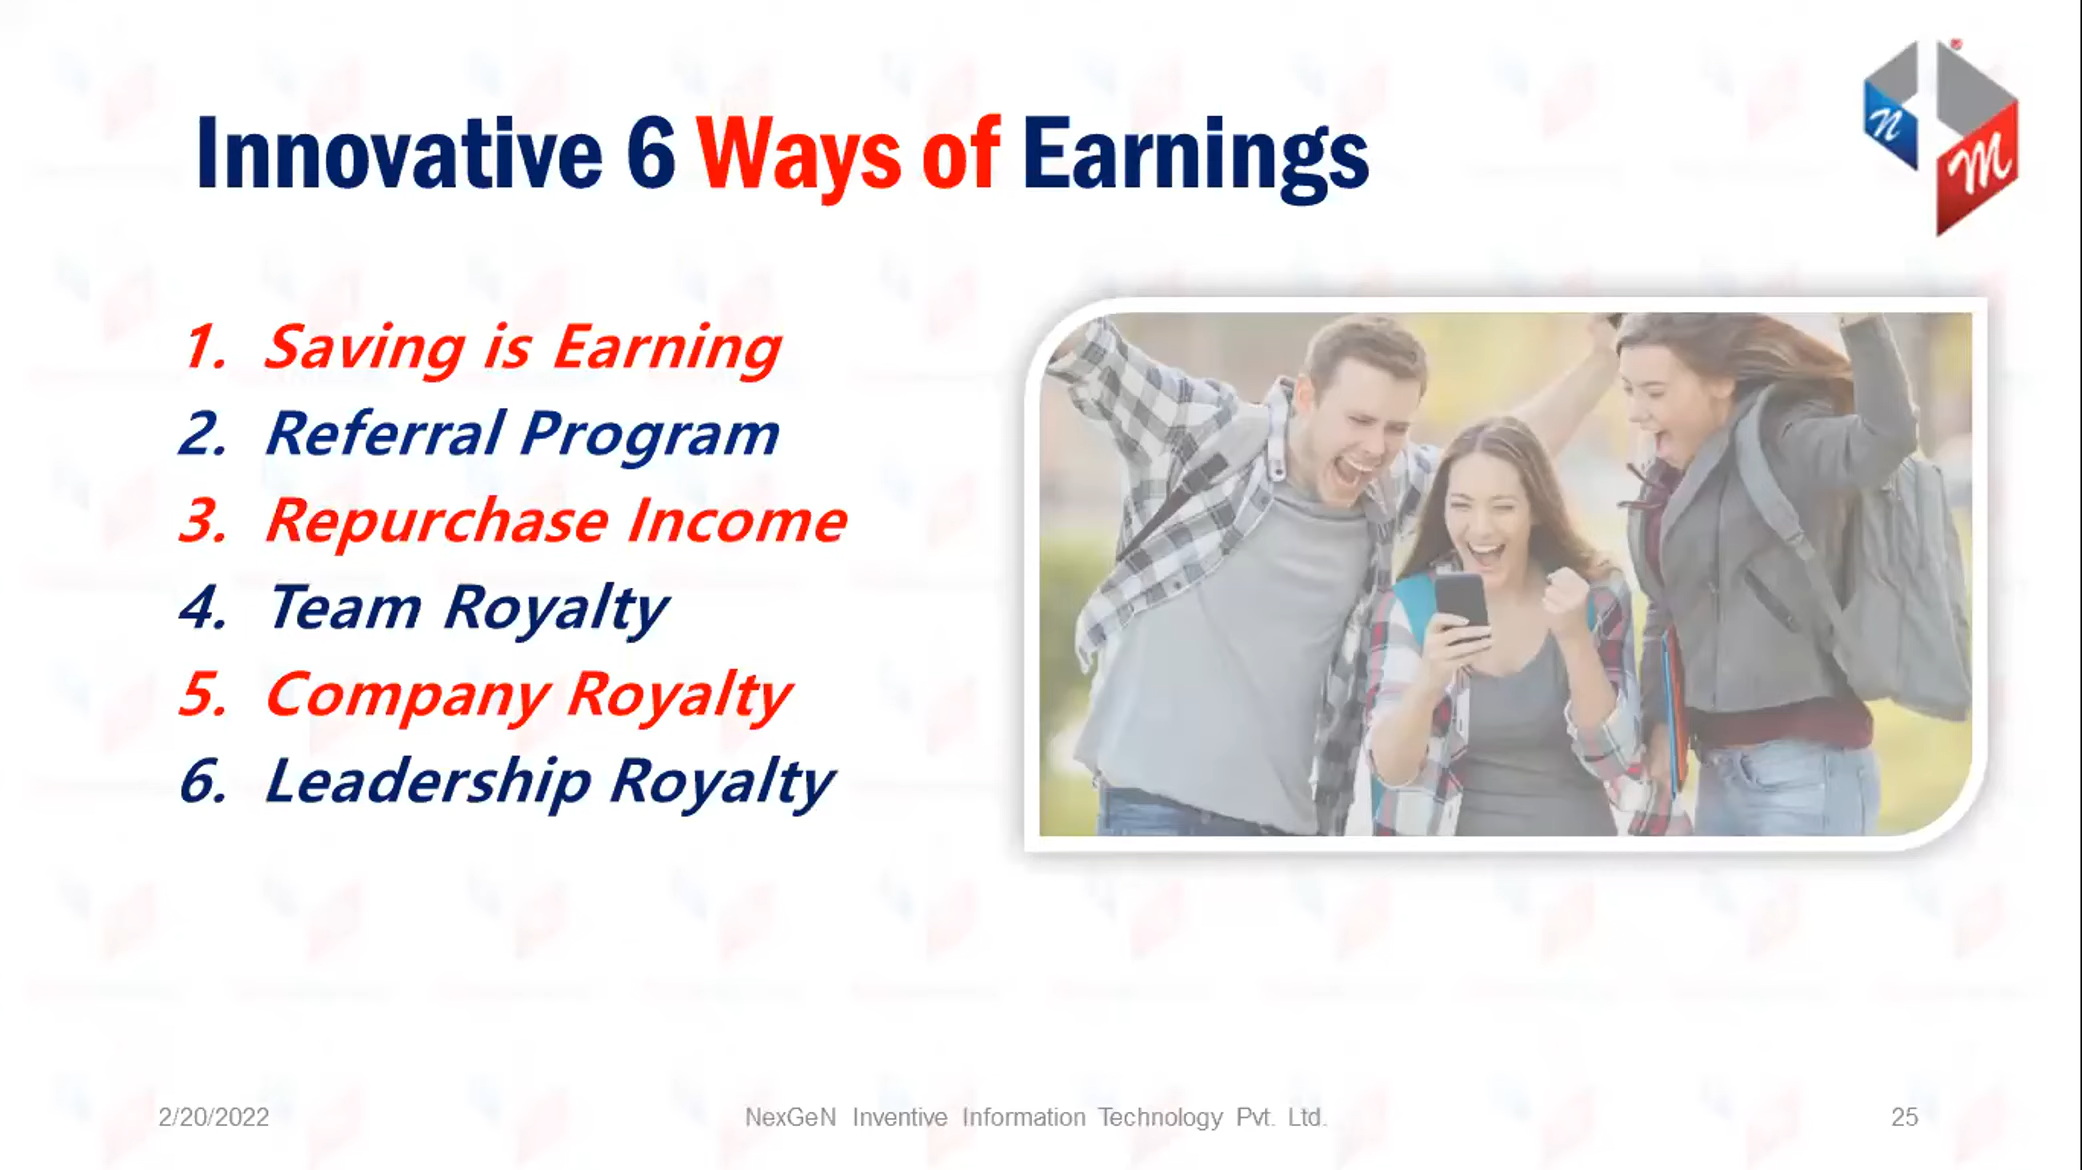 Innovative 6 Ways of Earnings
n
m
1. Saving is Earning
2. Referral Program
3. Repurchase Income
4. Team Royalty
5. Company Royalty
6. Leadership Royalty
2/20/2022
NexGeN Inventive Information Technology Pvt. Ltd.
25